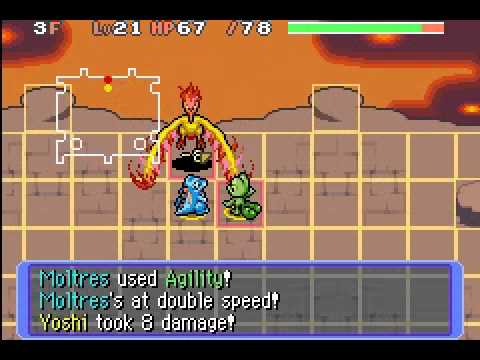 3F Lv21 HP67 /78
Moltres used Agility!
Moltres's at double speed!
Yoshi took 8 damage!